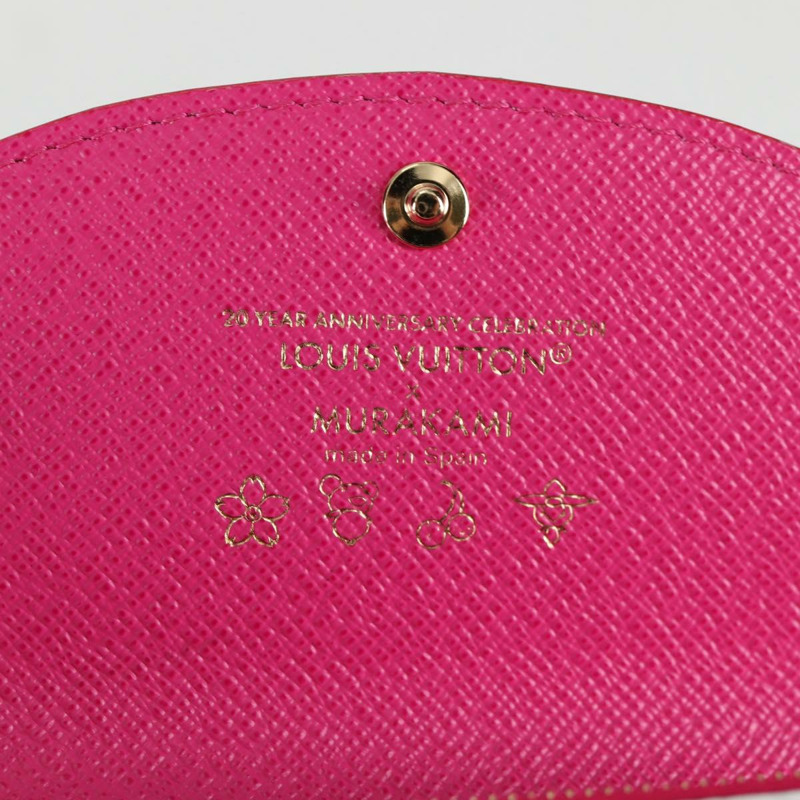 20 YEAR ANNIVERSARY CELEBRATION
LOUIS VUITTON®
×
MURAKAMI
made in Spain